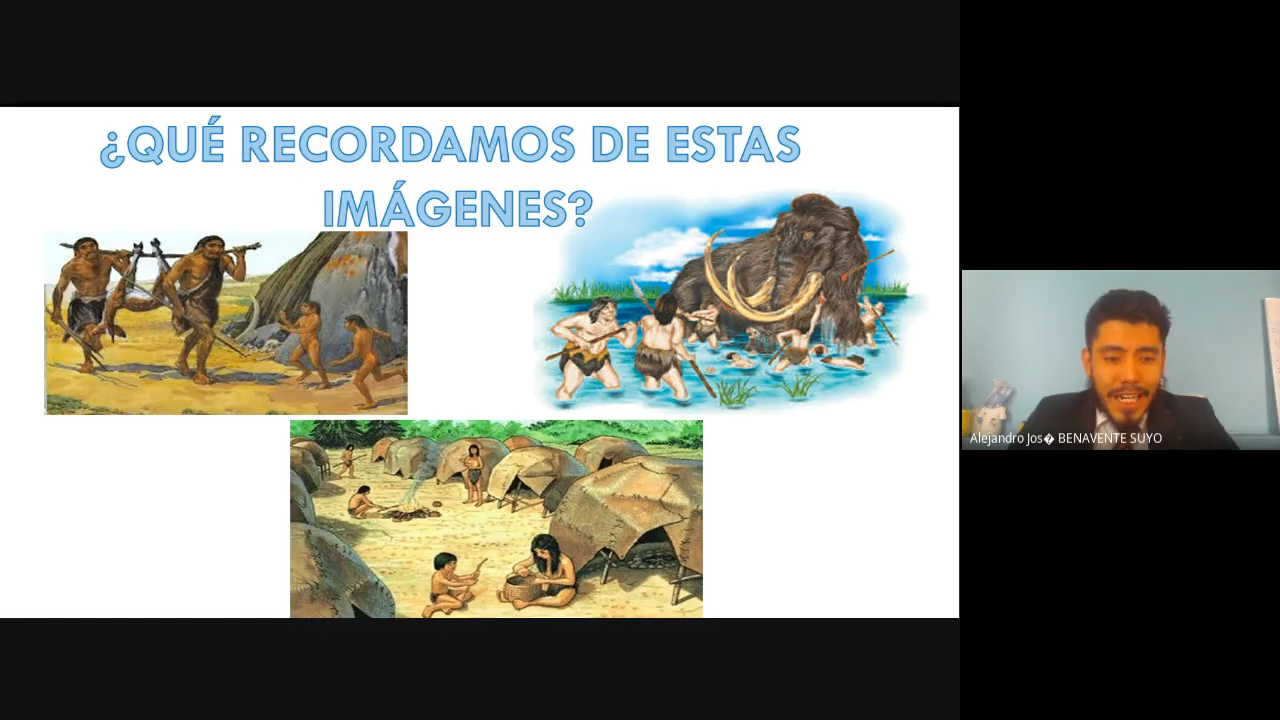 ¿QUÉ RECORDAMOS DE ESTAS
IMÁGENES?
Alejandro Jos� BENAVENTE SUYO